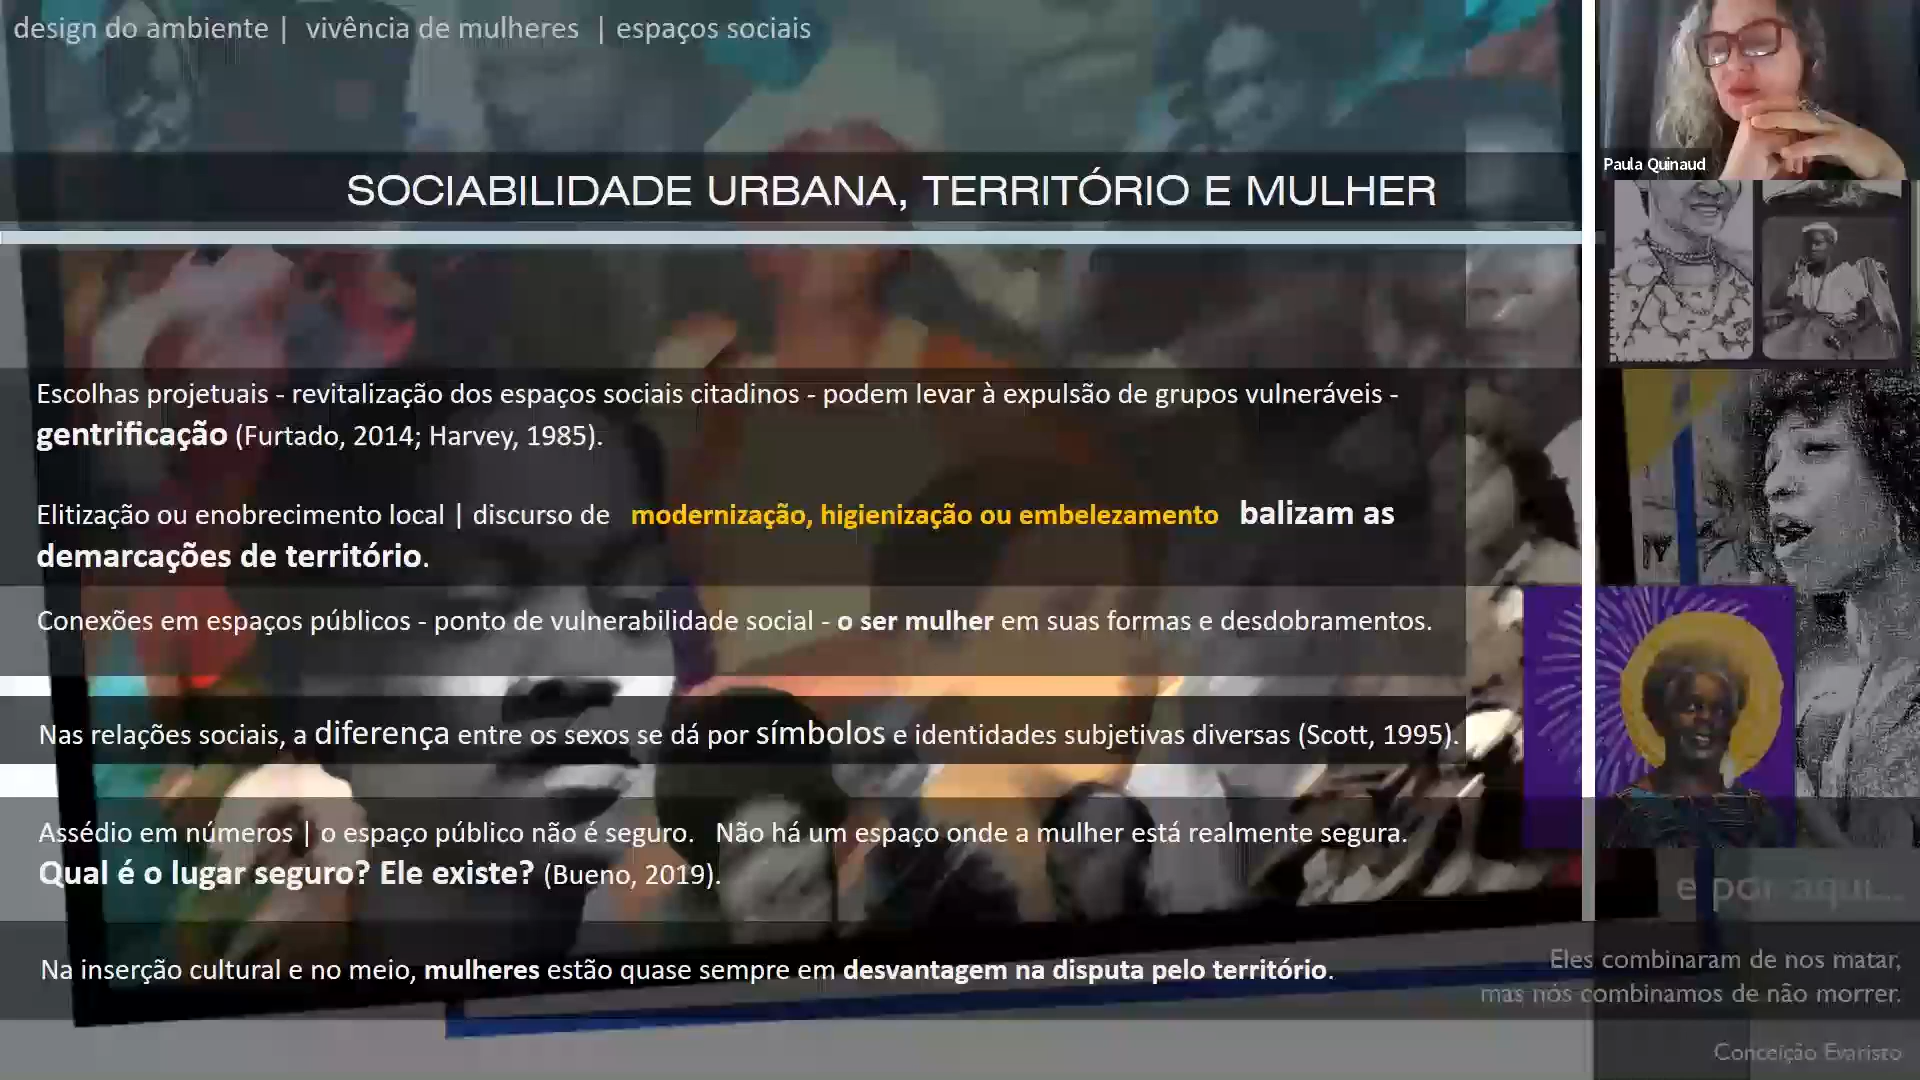 design do ambiente | vivência de mulheres | espaços sociais
Paula Quinaud
SOCIABILIDADE URBANA, TERRITÓRIO E MULHER
Escolhas projetuais - revitalização dos espaços sociais citadinos - podem levar à expulsão de grupos vulneráveis -
gentrificação (Furtado, 2014; Harvey, 1985).
Elitização ou enobrecimento local | discurso de modernização, higienização ou embelezamento balizam as
demarcações de território.
Conexões em espaços públicos - ponto de vulnerabilidade social - o ser mulher em suas formas e desdobramentos.
Nas relações sociais, a diferença entre os sexos se dá por símbolos e identidades subjetivas diversas (Scott, 1995).
Assédio em números | o espaço público não é seguro. Não há um espaço onde a mulher está realmente segura.
Qual é o lugar seguro? Ele existe? (Bueno, 2019).
Na inserção cultural e no meio, mulheres estão quase sempre em desvantagem na disputa pelo território.
e por aqui...
Eles combinaram de nos matar,
mas nós combinamos de não morrer.
Conceição Evaristo